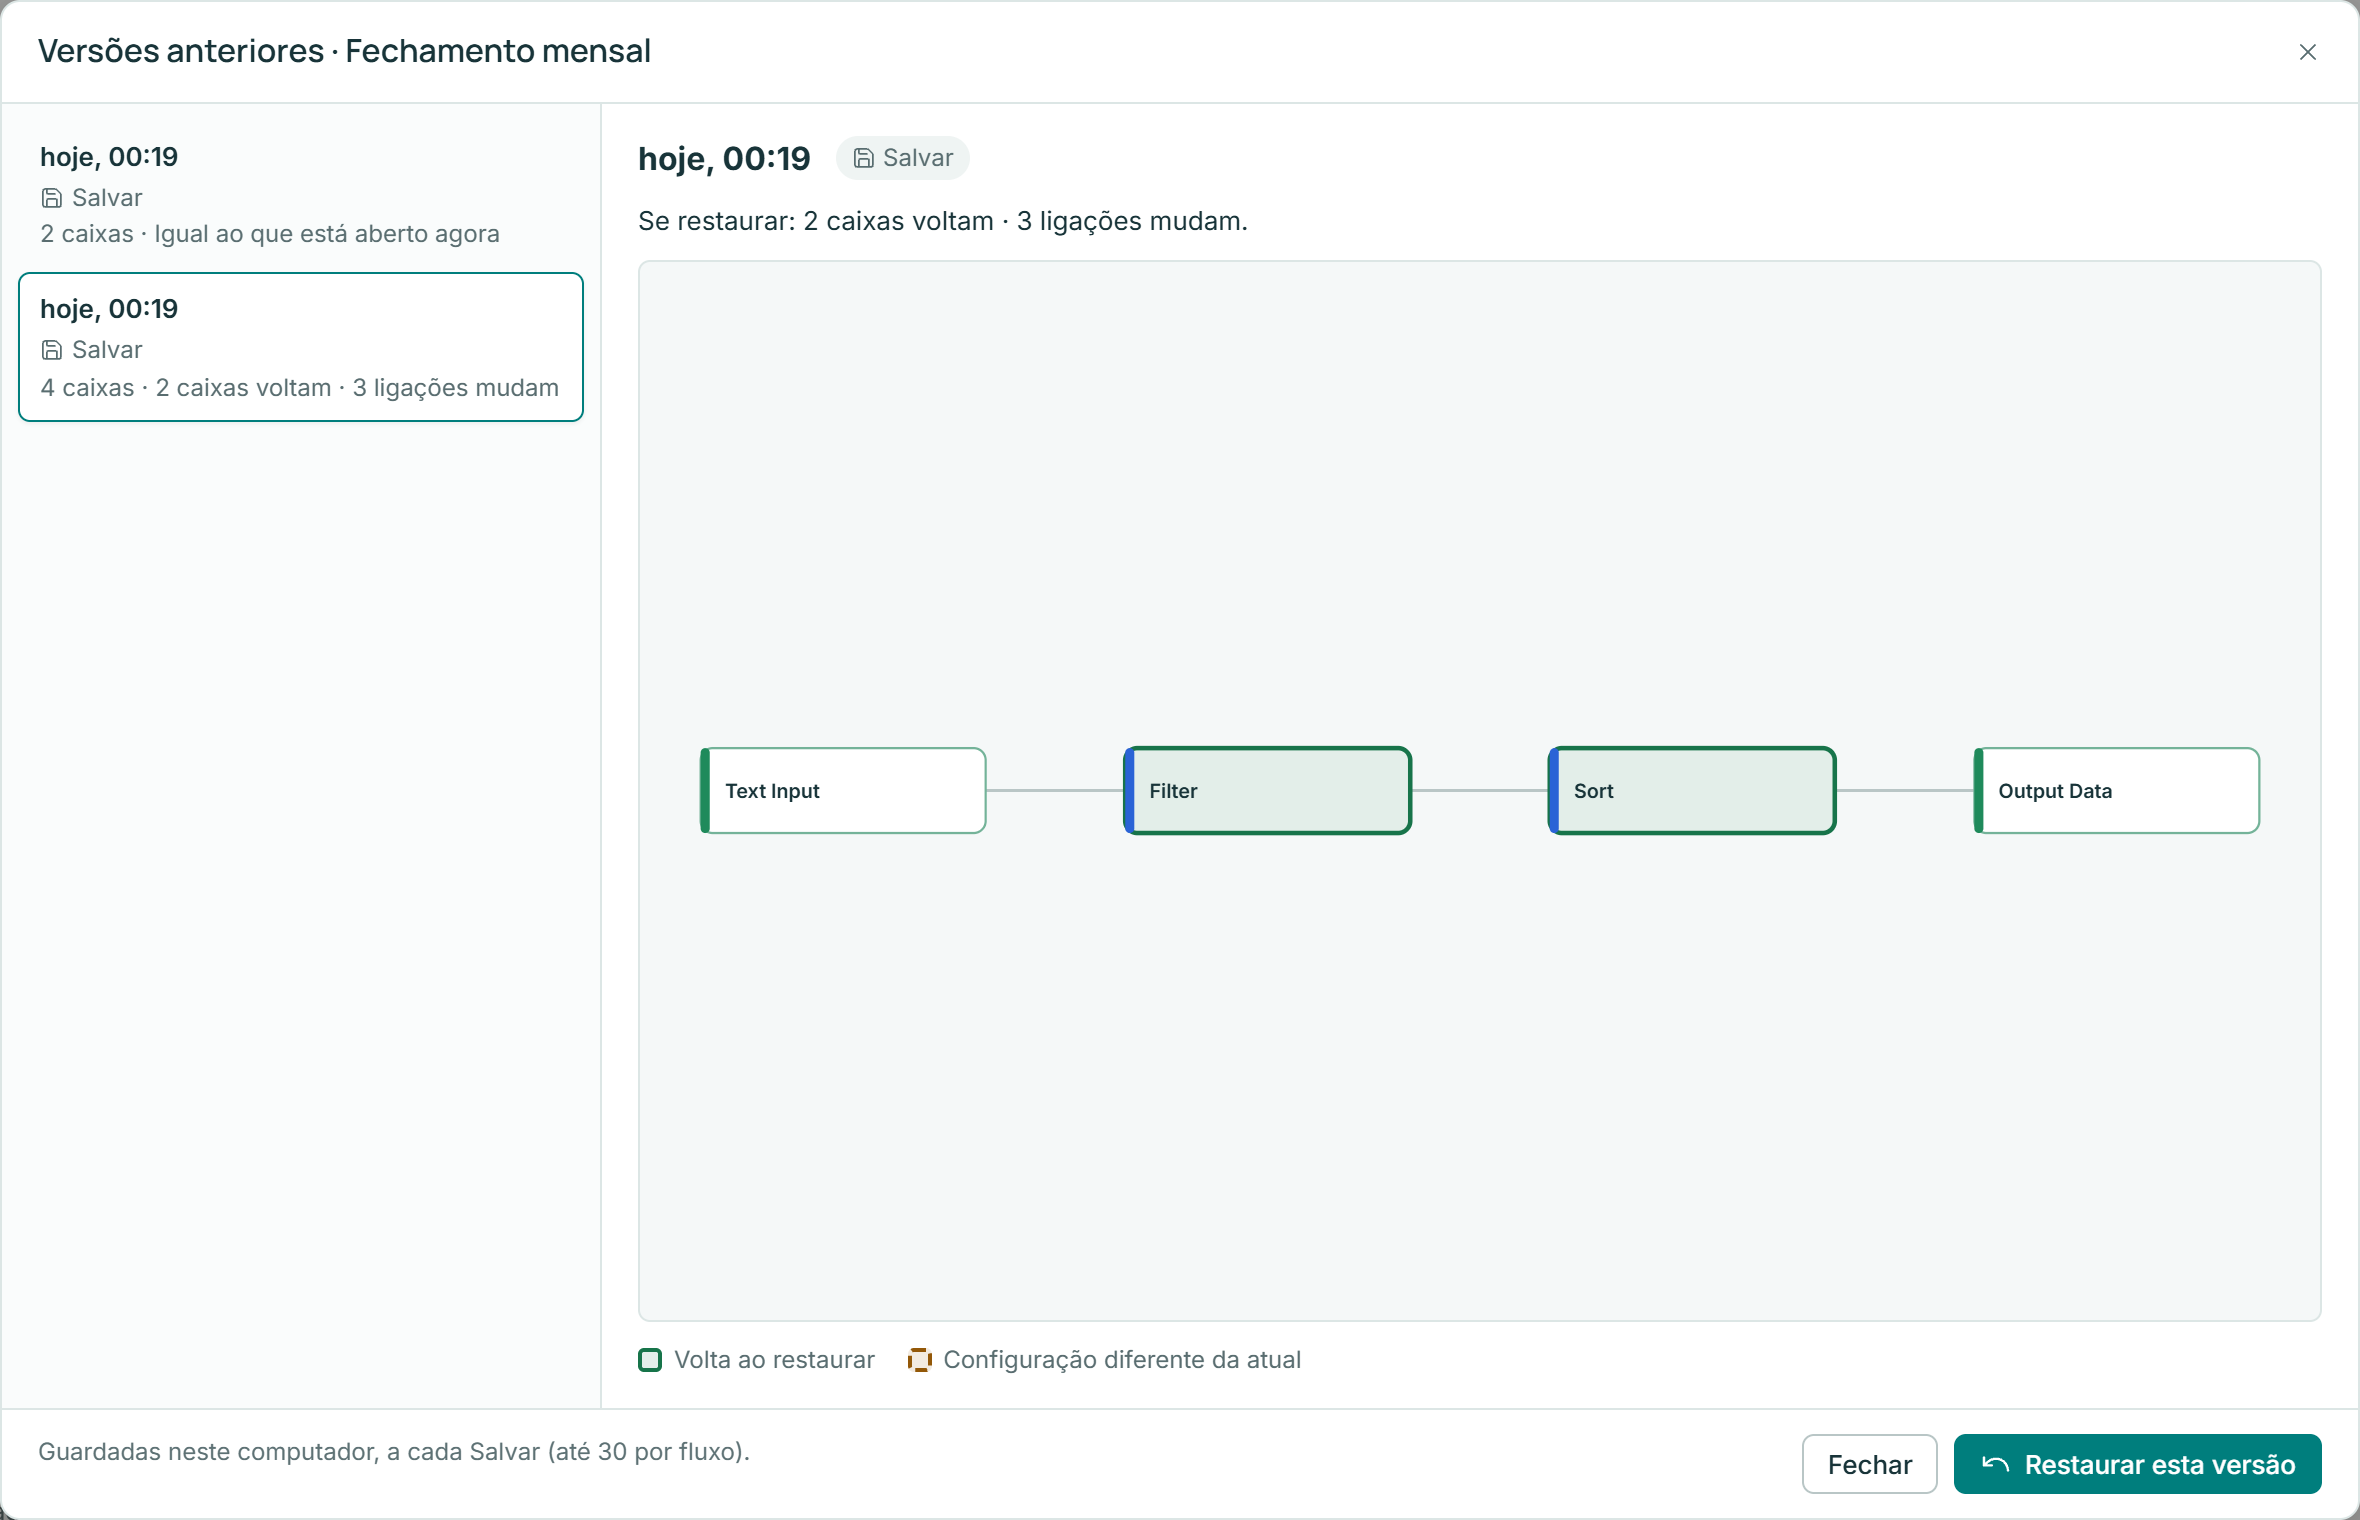 Versões anteriores · Fechamento mensal
hoje, 00:19
Salvar
2 caixas · Igual ao que está aberto agora
hoje, 00:19
Salvar
4 caixas · 2 caixas voltam · 3 ligações mudam
hoje, 00:19 Salvar
Se restaurar: 2 caixas voltam · 3 ligações mudam.
Text Input Filter Sort Output Data
Volta ao restaurar Configuração diferente da atual
Guardadas neste computador, a cada Salvar (até 30 por fluxo).
Fechar Restaurar esta versão